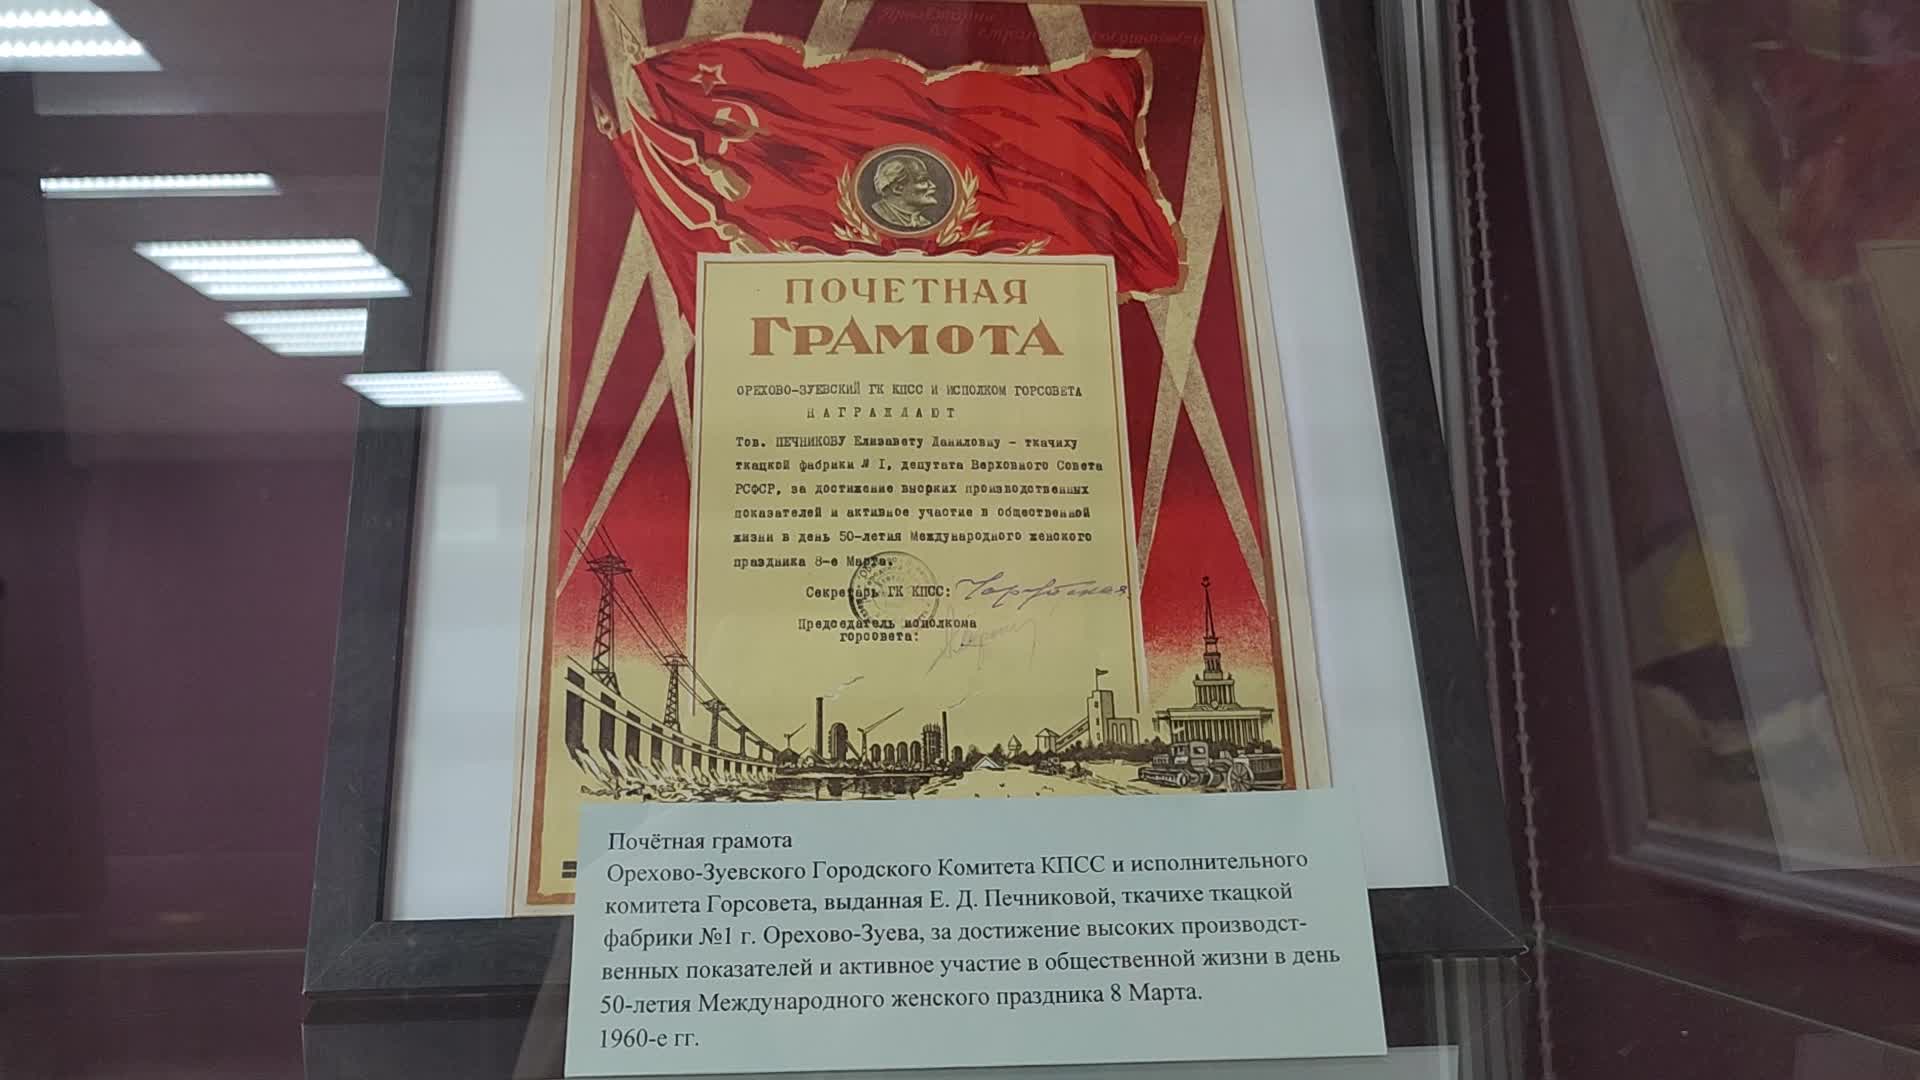 Пролетарии
всех стран соединяйтесь
ПОЧЕТНАЯ
ГРАМОТА
ОРЕХОВО-ЗУЕВСКИЙ ГК КПСС И ИСПОЛКОМ ГОРСОВЕТА
НАГРАЖДАЮТ
Тов. ПЕЧНИКОВУ Елизавету Даниловну - ткачиху
ткацкой фабрики № I, депутата Верховного Совета
РСФСР, за достижение высоких производственных
показателей и активное участие в общественной
жизни в день 50-летия Международного женского
праздника 8-е Марта.
Секретарь ГК КПСС:
Председатель исполкома
горсовета:
Почётная грамота
Орехово-Зуевского Городского Комитета КПСС и исполнительного
комитета Горсовета, выданная Е. Д. Печниковой, ткачихе ткацкой
фабрики №1 г. Орехово-Зуева, за достижение высоких производст-
венных показателей и активное участие в общественной жизни в день
50-летия Международного женского праздника 8 Марта.
1960-е гг.